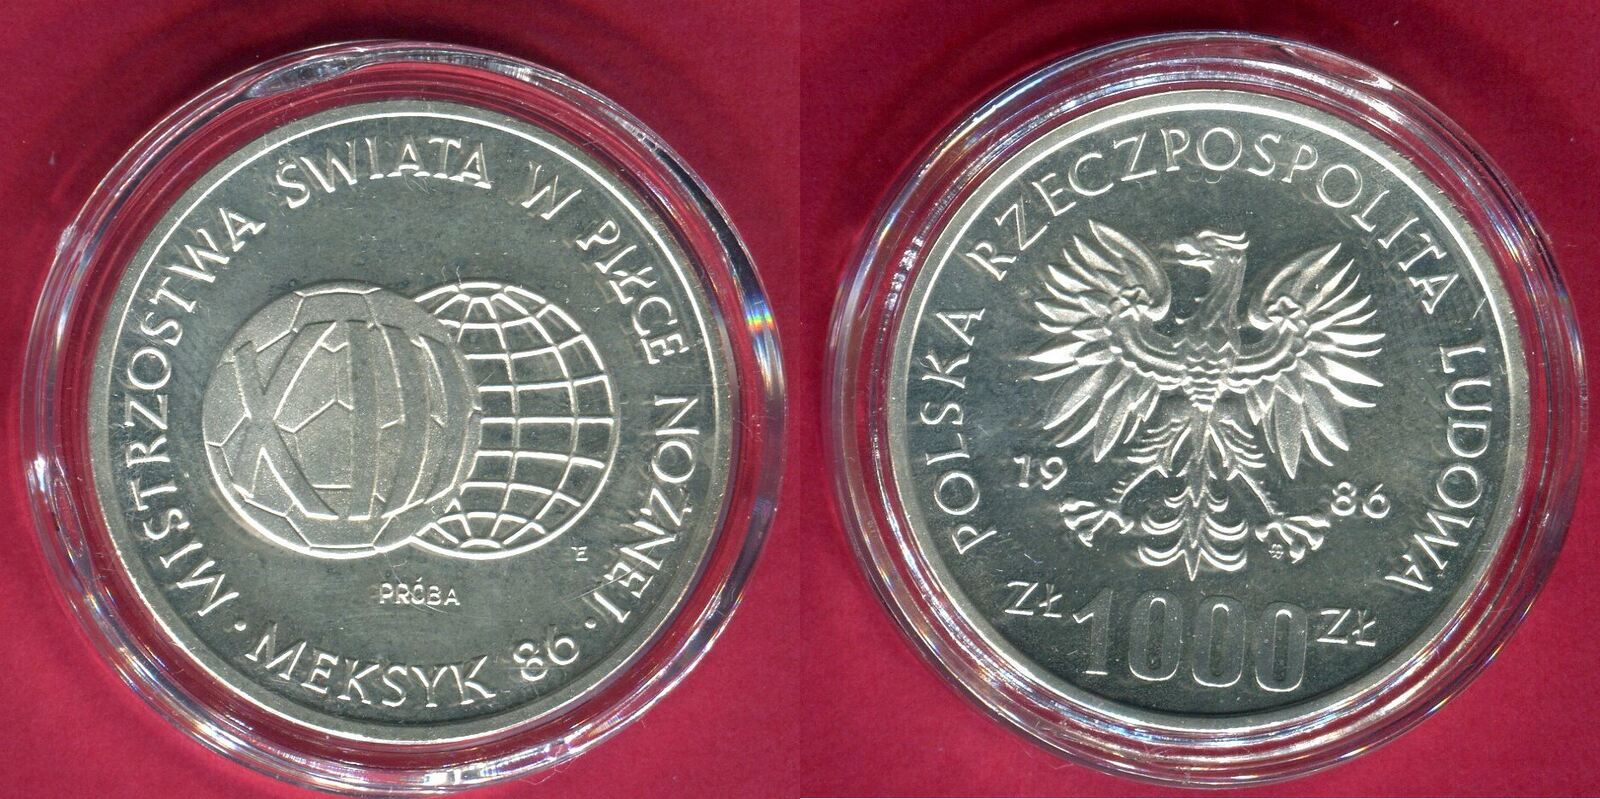 MISTRZOSTWA ŚWIATA W PIŁCE NOŻNEJ
· MEKSYK 86 ·
XIII
PRÓBA
POLSKA RZECZPOSPOLITA LUDOWA
19 86
ZŁ 1000 ZŁ